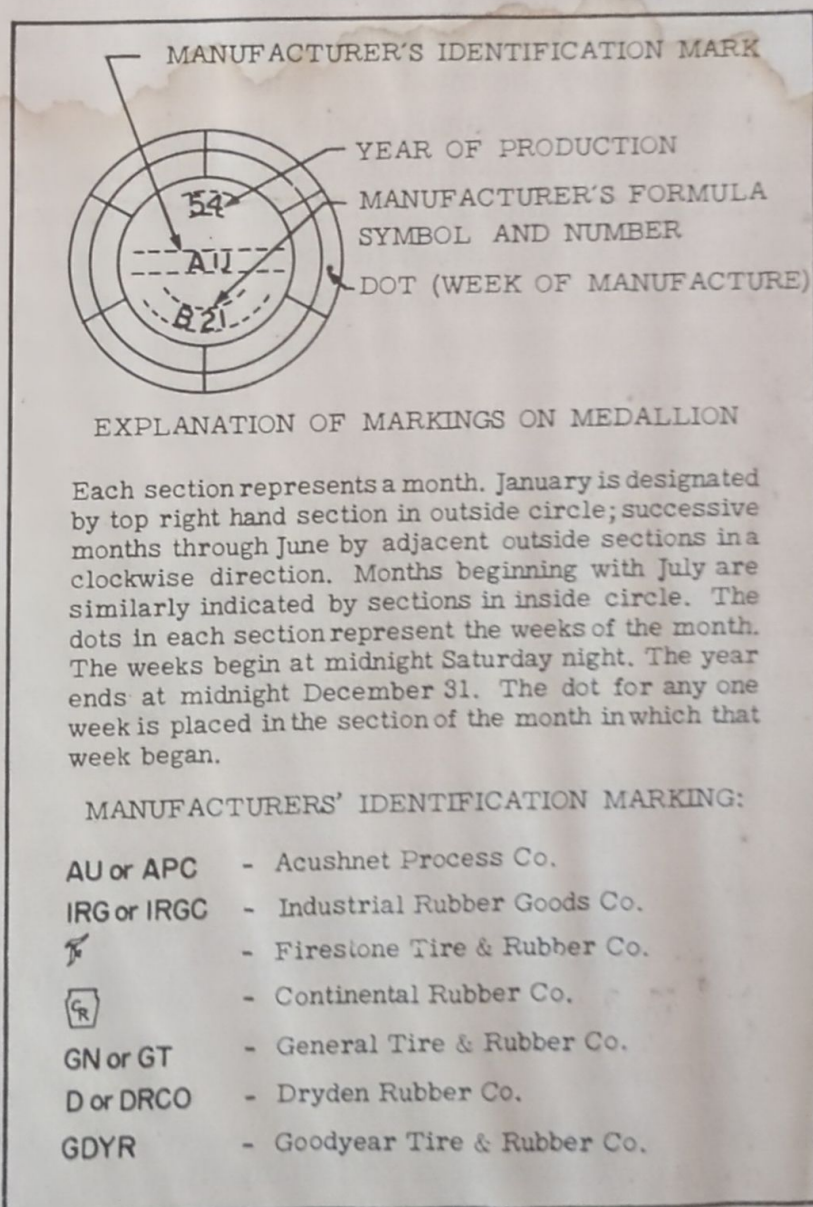 MANUFACTURER'S IDENTIFICATION MARK
YEAR OF PRODUCTION
54
MANUFACTURER'S FORMULA
SYMBOL AND NUMBER
AU
DOT (WEEK OF MANUFACTURE)
B 21
EXPLANATION OF MARKINGS ON MEDALLION
Each section represents a month. January is designated
by top right hand section in outside circle; successive
months through June by adjacent outside sections in a
clockwise direction. Months beginning with July are
similarly indicated by sections in inside circle. The
dots in each section represent the weeks of the month.
The weeks begin at midnight Saturday night. The year
ends at midnight December 31. The dot for any one
week is placed in the section of the month in which that
week began.
MANUFACTURERS' IDENTIFICATION MARKING:
AU or APC - Acushnet Process Co.
IRG or IRGC - Industrial Rubber Goods Co.
F - Firestone Tire & Rubber Co.
CR - Continental Rubber Co.
GN or GT - General Tire & Rubber Co.
D or DRCO - Dryden Rubber Co.
GDYR - Goodyear Tire & Rubber Co.